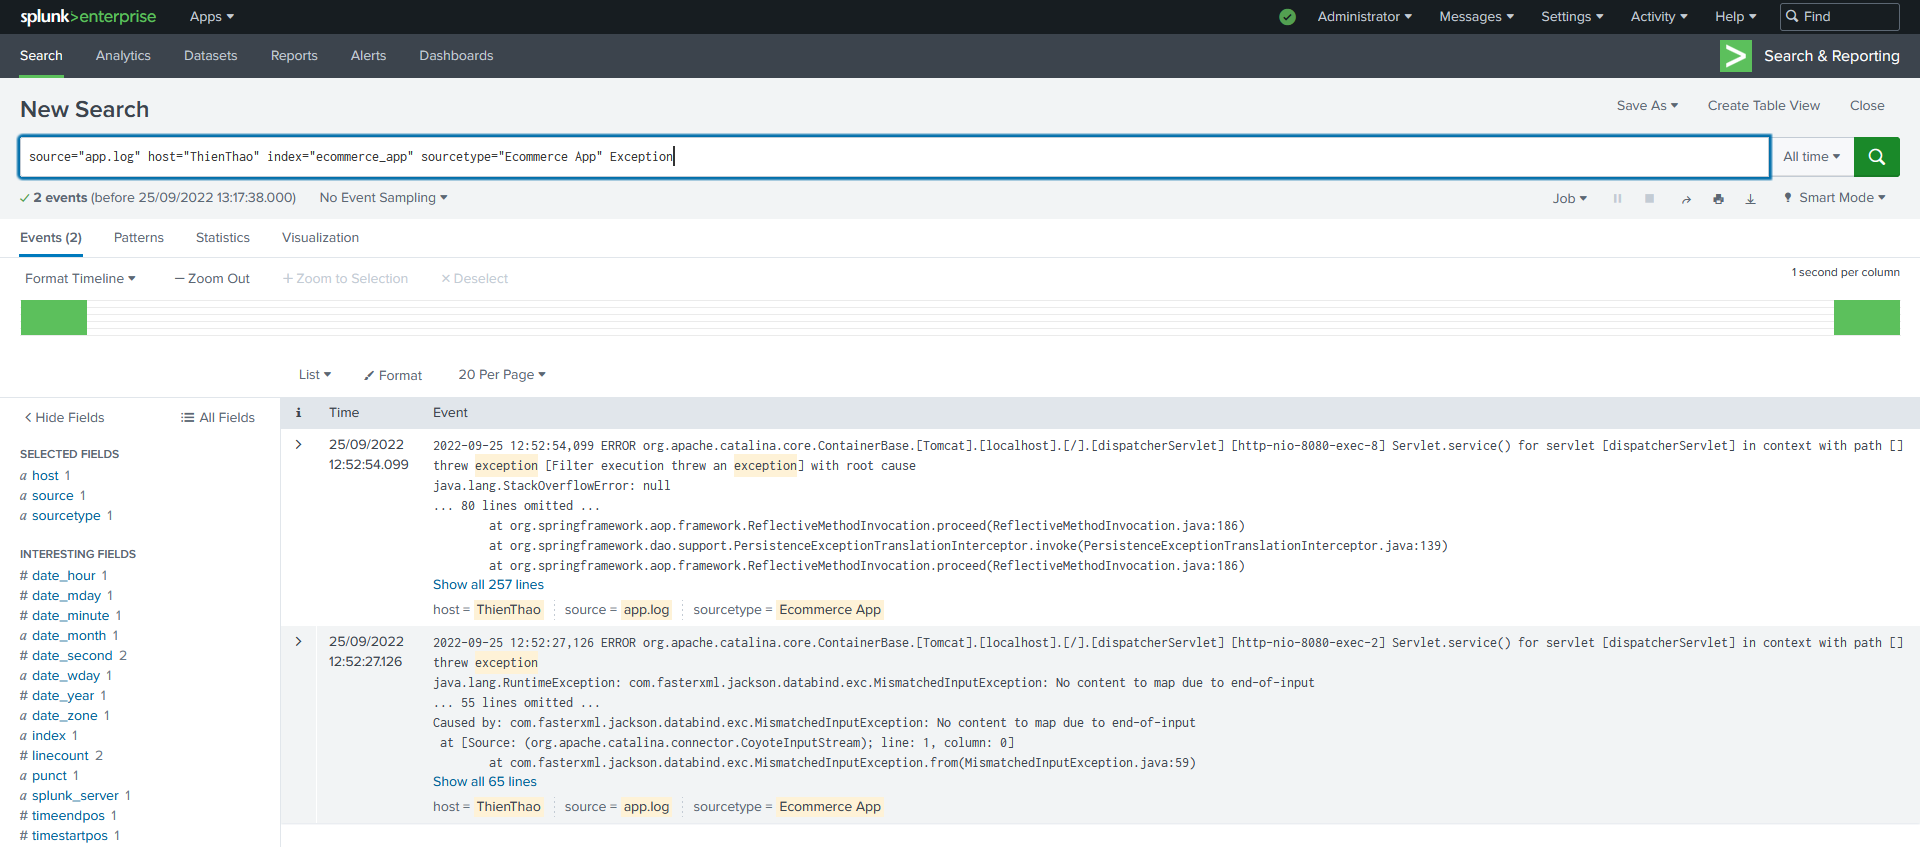 splunk>enterprise Apps Administrator Messages Settings Activity Help Find
Search Analytics Datasets Reports Alerts Dashboards Search & Reporting
New Search Save As Create Table View Close
source="app.log" host="ThienThao" index="ecommerce_app" sourcetype="Ecommerce App" Exception All time
2 events (before 25/09/2022 13:17:38.000) No Event Sampling Job Smart Mode
Events (2) Patterns Statistics Visualization
Format Timeline — Zoom Out + Zoom to Selection × Deselect 1 second per column
List Format 20 Per Page
< Hide Fields All Fields
SELECTED FIELDS
a host 1
a source 1
a sourcetype 1
INTERESTING FIELDS
# date_hour 1
# date_mday 1
# date_minute 1
a date_month 1
# date_second 2
a date_wday 1
# date_year 1
a date_zone 1
a index 1
# linecount 2
a punct 1
a splunk_server 1
# timeendpos 1
# timestartpos 1
i Time Event
> 25/09/2022 12:52:54.099
2022-09-25 12:52:54,099 ERROR org.apache.catalina.core.ContainerBase.[Tomcat].[localhost].[/].[dispatcherServlet] [http-nio-8080-exec-8] Servlet.service() for servlet [dispatcherServlet] in context with path []
threw exception [Filter execution threw an exception] with root cause
java.lang.StackOverflowError: null
... 80 lines omitted ...
at org.springframework.aop.framework.ReflectiveMethodInvocation.proceed(ReflectiveMethodInvocation.java:186)
at org.springframework.dao.support.PersistenceExceptionTranslationInterceptor.invoke(PersistenceExceptionTranslationInterceptor.java:139)
at org.springframework.aop.framework.ReflectiveMethodInvocation.proceed(ReflectiveMethodInvocation.java:186)
Show all 257 lines
host = ThienThao source = app.log sourcetype = Ecommerce App
> 25/09/2022 12:52:27.126
2022-09-25 12:52:27,126 ERROR org.apache.catalina.core.ContainerBase.[Tomcat].[localhost].[/].[dispatcherServlet] [http-nio-8080-exec-2] Servlet.service() for servlet [dispatcherServlet] in context with path []
threw exception
java.lang.RuntimeException: com.fasterxml.jackson.databind.exc.MismatchedInputException: No content to map due to end-of-input
... 55 lines omitted ...
Caused by: com.fasterxml.jackson.databind.exc.MismatchedInputException: No content to map due to end-of-input
at [Source: (org.apache.catalina.connector.CoyoteInputStream); line: 1, column: 0]
at com.fasterxml.jackson.databind.exc.MismatchedInputException.from(MismatchedInputException.java:59)
Show all 65 lines
host = ThienThao source = app.log sourcetype = Ecommerce App